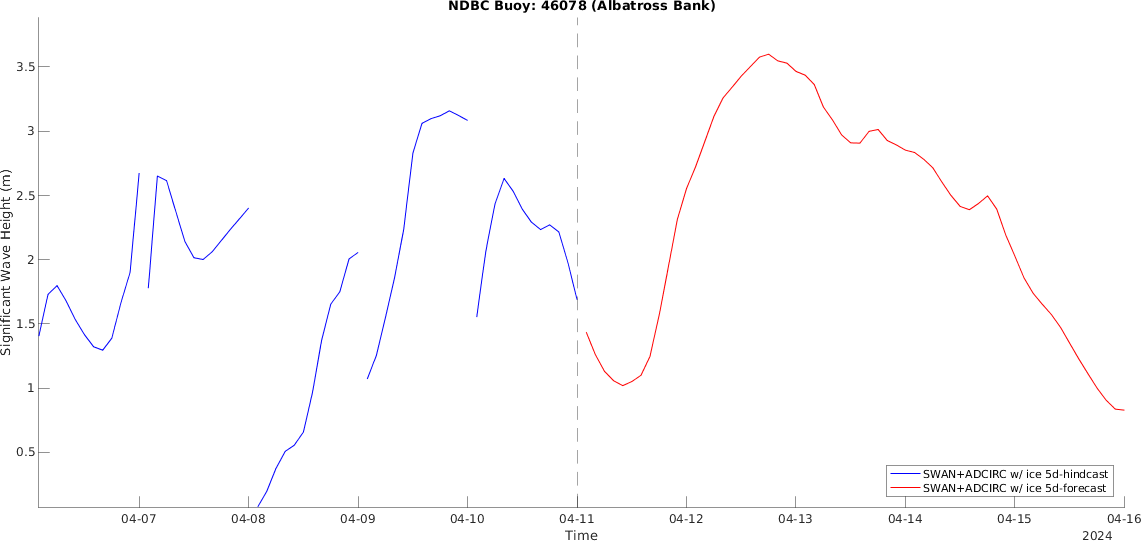 NDBC Buoy: 46078 (Albatross Bank)
Significant Wave Height (m)
3.5
3
2.5
2
1.5
1
0.5
SWAN+ADCIRC w/ ice 5d-hindcast
SWAN+ADCIRC w/ ice 5d-forecast
04-07 04-08 04-09 04-10 04-11 04-12 04-13 04-14 04-15 04-16
Time
2024